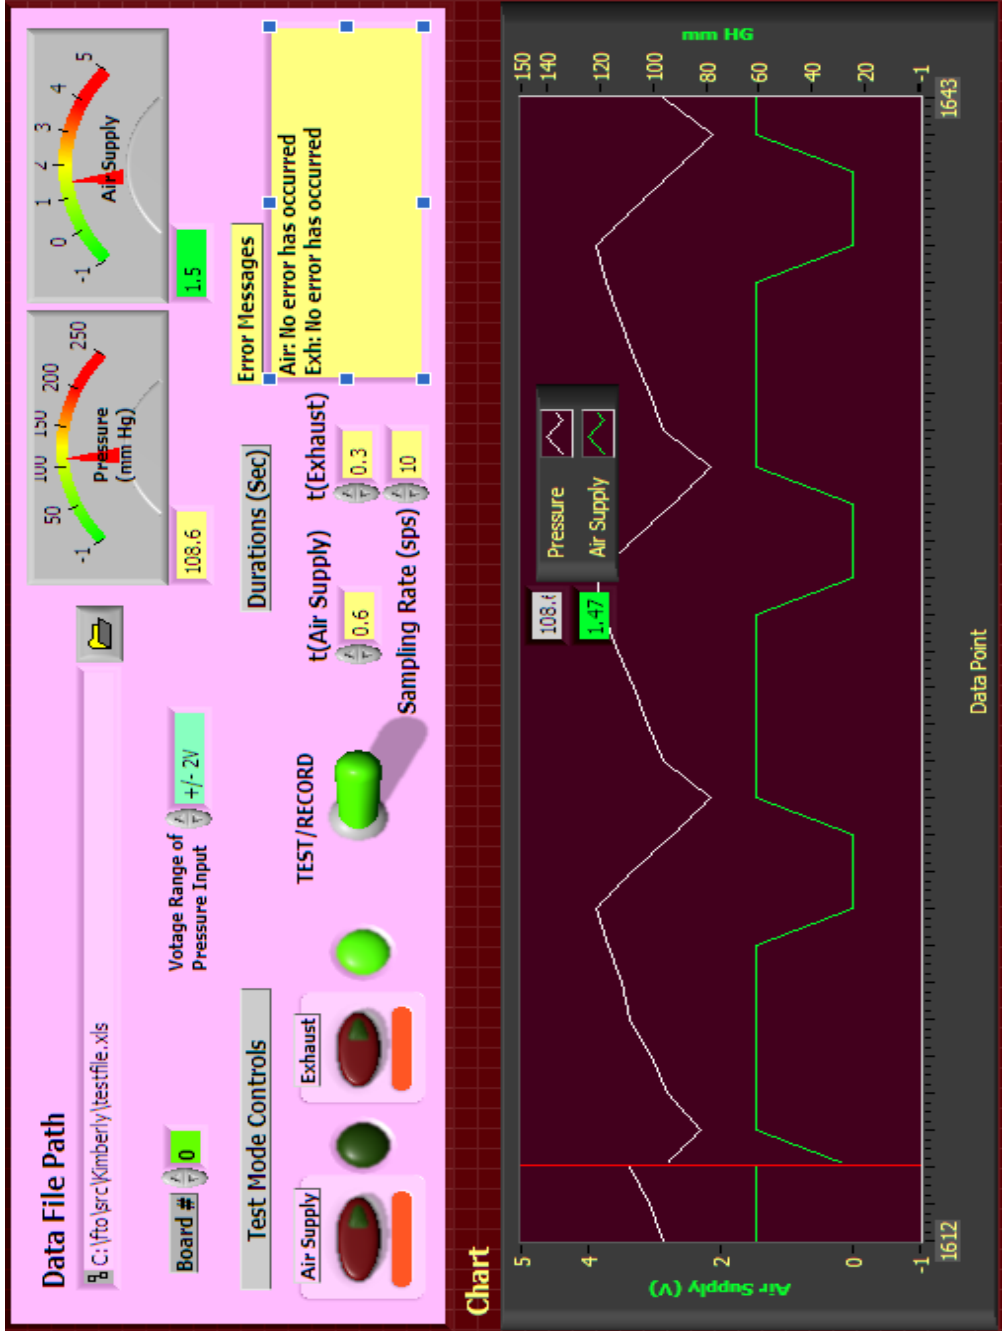 Data File Path
C:\fto\src\Kimberly\testfile.xls
Board #
0
Votage Range of
Pressure Input
+/- 2V
-1 50 100 150 200 250
Pressure
(mm Hg)
108.6
-1 0 1 2 3 4 5
Air Supply
1.5
Test Mode Controls
Air Supply
Exhaust
TEST/RECORD
Durations (Sec)
t(Air Supply)
0.6
t(Exhaust)
0.3
Sampling Rate (sps)
10
Error Messages
Air: No error has occurred
Exh: No error has occurred
Chart
5
4
2
0
-1
Air Supply (V)
108.
1.47
Pressure
Air Supply
150
140
120
100
80
60
40
20
-1
mm HG
1612
1643
Data Point